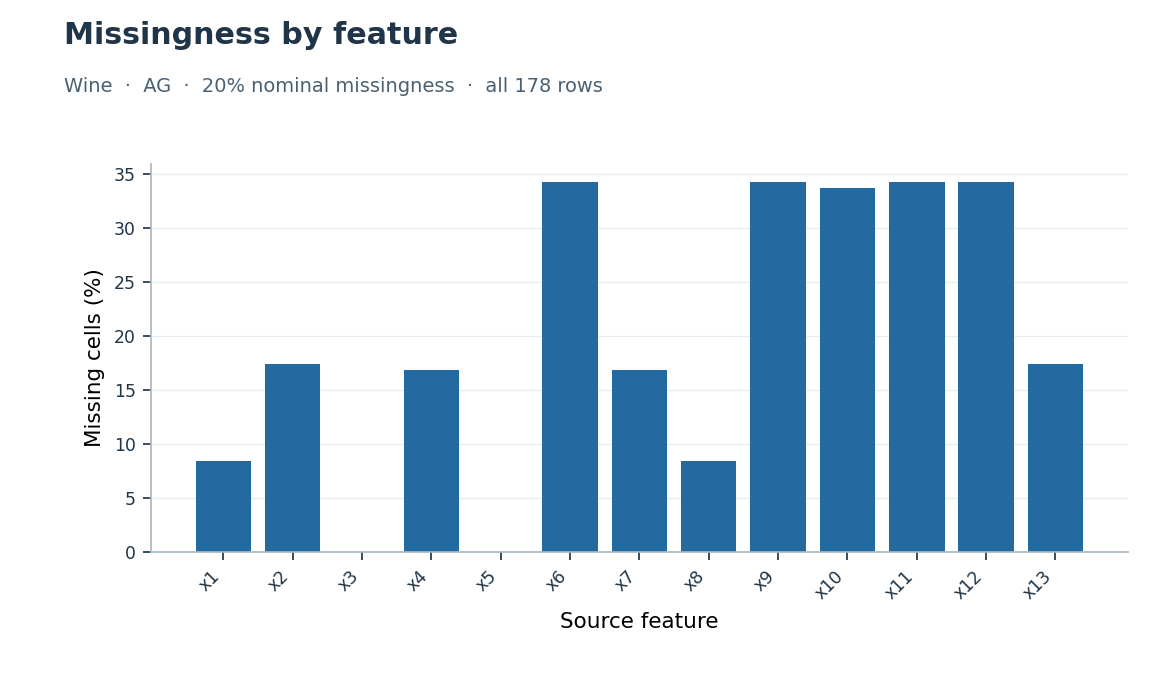 Missingness by feature
Wine · AG · 20% nominal missingness · all 178 rows
35
30
25
20
15
10
5
0
Missing cells (%)
x1 x2 x3 x4 x5 x6 x7 x8 x9 x10 x11 x12 x13
Source feature